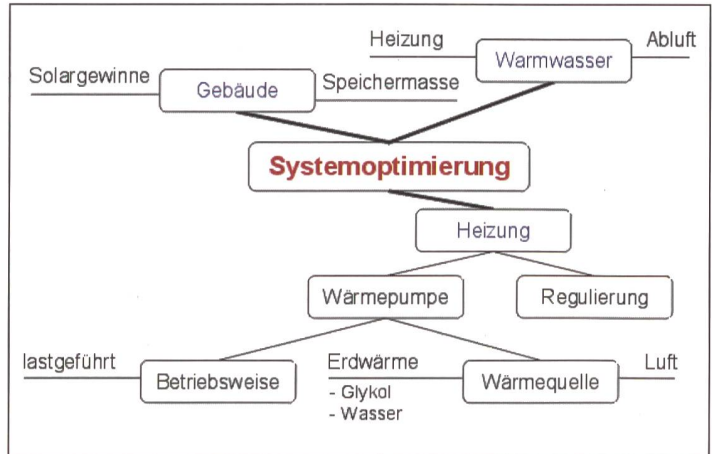 Heizung
Warmwasser
Abluft
Solargewinne
Gebäude
Speichermasse
Systemoptimierung
Heizung
Wärmepumpe
Regulierung
lastgeführt
Betriebsweise
Erdwärme
- Glykol
- Wasser
Wärmequelle
Luft